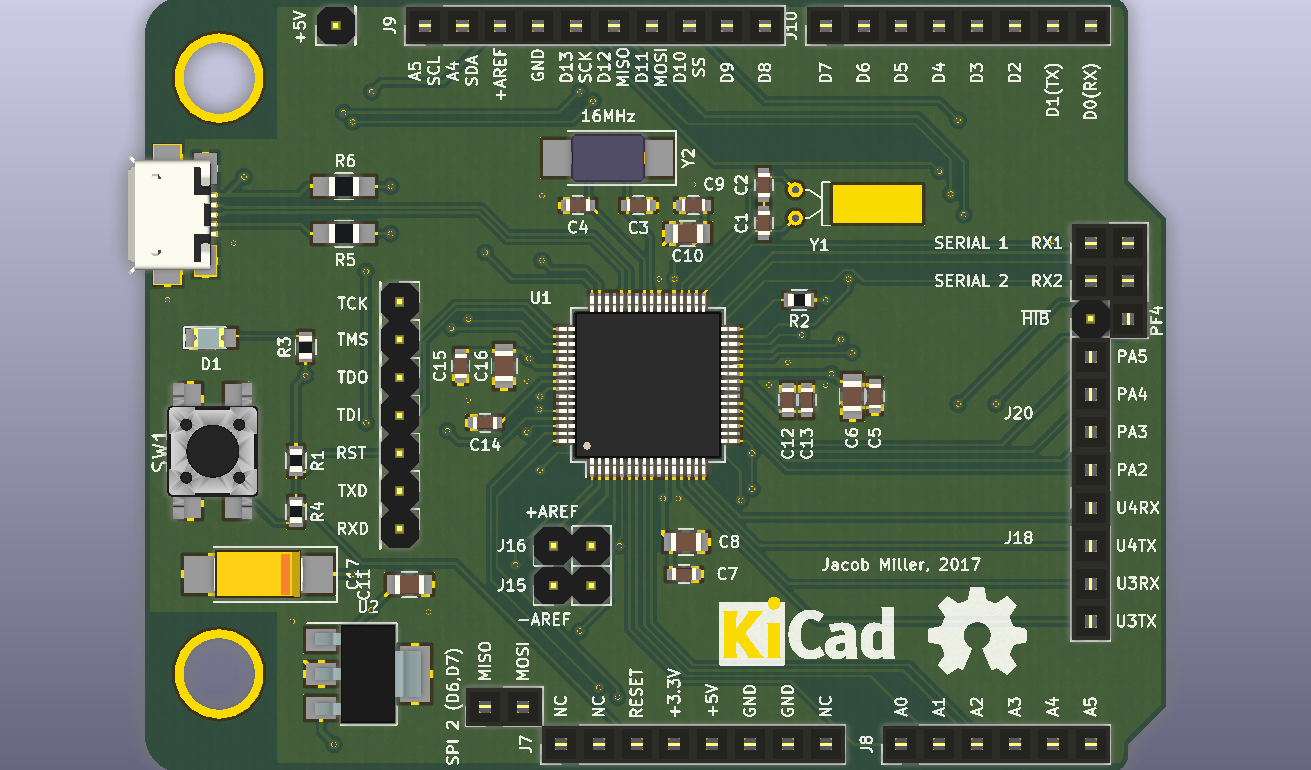 +5V
J9
J10
A5
SCL
A4
SDA
+AREF
GND
D13
SCK
D12
MISO
D11
MOSI
D10
SS
D9
D8
D7
D6
D5
D4
D3
D2
D1(TX)
D0(RX)
16MHz
Y2
R6
C9
C2
C4
C3
C1
C10
Y1
R5
SERIAL 1 RX1
SERIAL 2 RX2
U1
R2
HIB
PF4
TCK
TMS
TDO
TDI
RST
TXD
RXD
D1
R3
C15
C16
C14
C12
C13
C6
C5
PA5
PA4
J20
PA3
PA2
SW1
R1
R4
+AREF
J16
J15
-AREF
C8
C7
U4RX
J18
U4TX
U3RX
U3TX
Jacob Miller, 2017
KiCad
C17
C11
U2
SPI 2 (D6,D7)
MISO
MOSI
J7
NC
NC
RESET
+3.3V
+5V
GND
GND
NC
J8
A0
A1
A2
A3
A4
A5